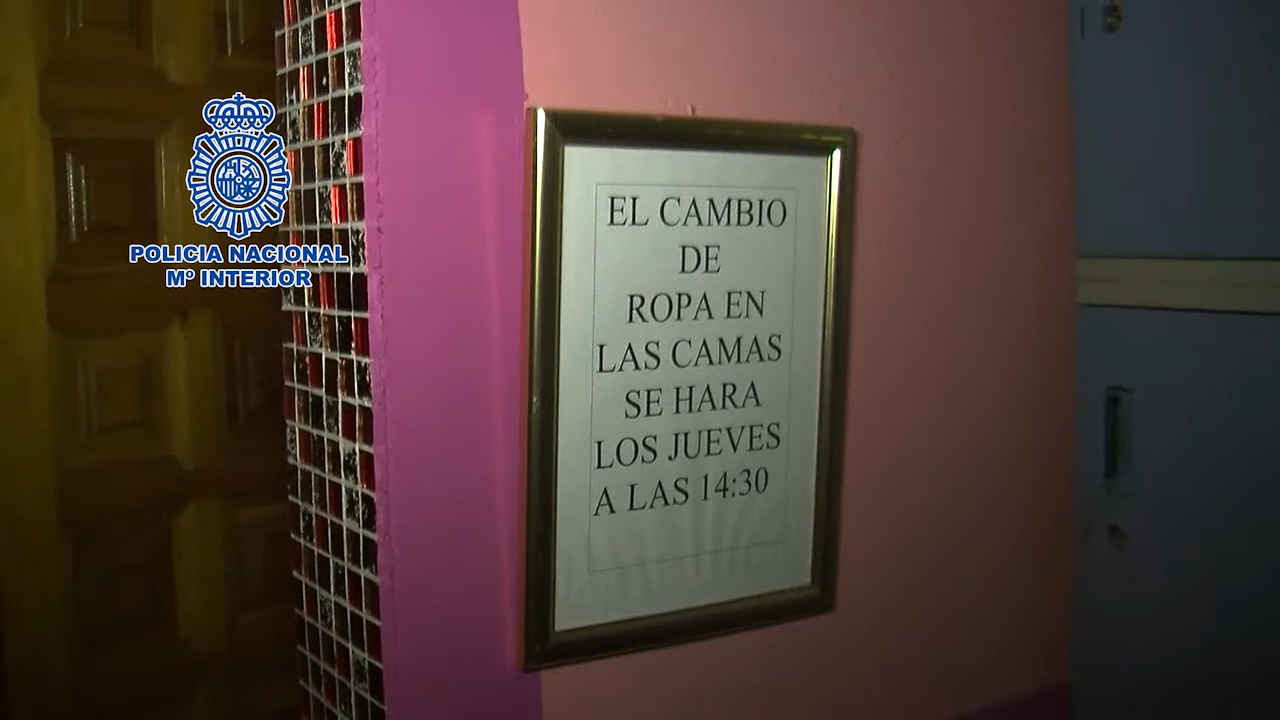 POLICIA NACIONAL
Mº INTERIOR
EL CAMBIO
DE
ROPA EN
LAS CAMAS
SE HARA
LOS JUEVES
A LAS 14:30